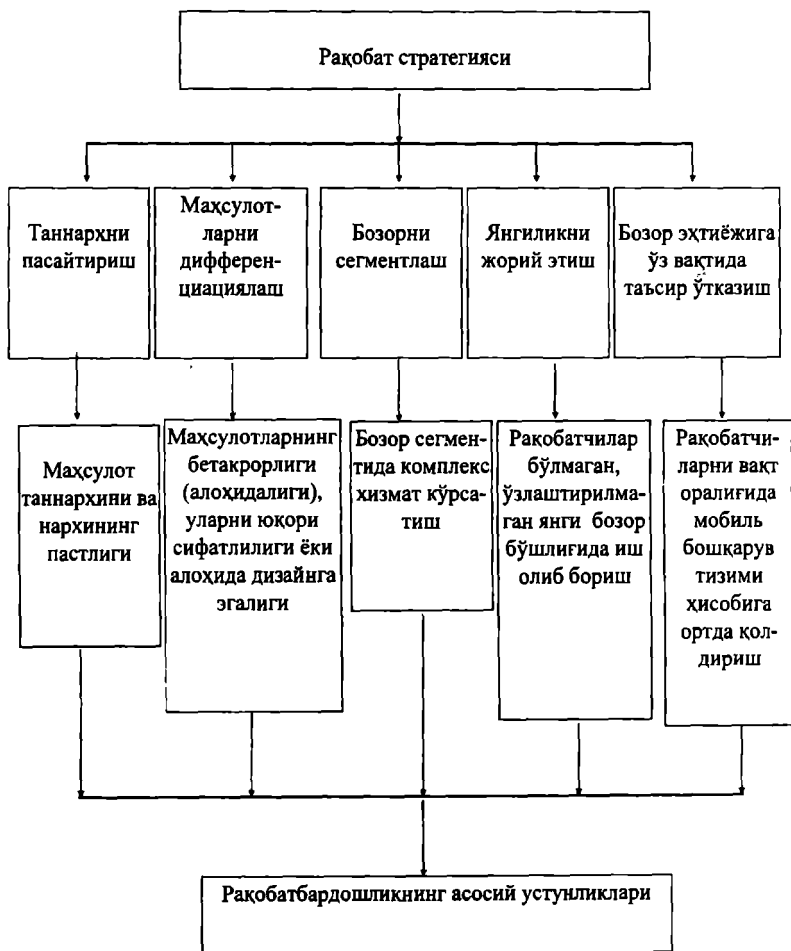 Рақобат стратегияси
Таннархни
пасайтириш
Маҳсулот-
ларни
дифферен-
циациялаш
Бозорни
сегментлаш
Янгиликни
жорий этиш
Бозор эҳтиёжига
ўз вақтида
таъсир ўтказиш
Маҳсулот
таннархини ва
нархининг
пастлиги
Маҳсулотларнинг
бетакрорлиги
(алоҳидалиги),
уларни юқори
сифатлилиги ёки
алоҳида дизайнга
эгалиги
Бозор сегмен-
тида комплекс
хизмат кўрса-
тиш
Рақобатчилар
бўлмаган,
ўзлаштирилма-
ган янги бозор
бўшлиғида иш
олиб бориш
Рақобатчи-
ларни вақт
оралиғида
мобиль
бошқарув
тизими
ҳисобига
ортда қол-
дириш
Рақобатбардошликнинг асосий устунликлари